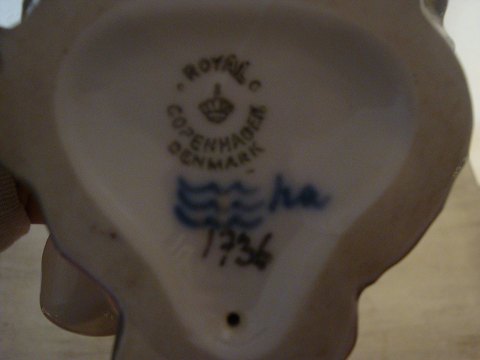 ROYAL
COPENHAGEN
DENMARK
1736